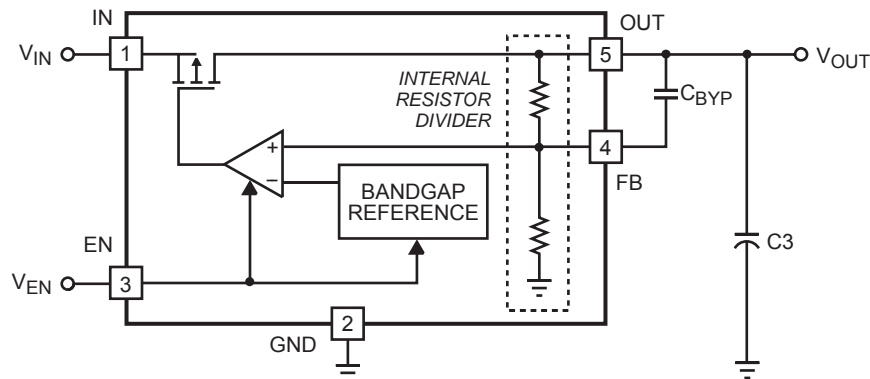 IN
OUT
V_IN
1
5
V_OUT
INTERNAL
RESISTOR
DIVIDER
C_BYP
+
4
–
FB
BANDGAP
REFERENCE
EN
C3
V_EN
3
2
GND